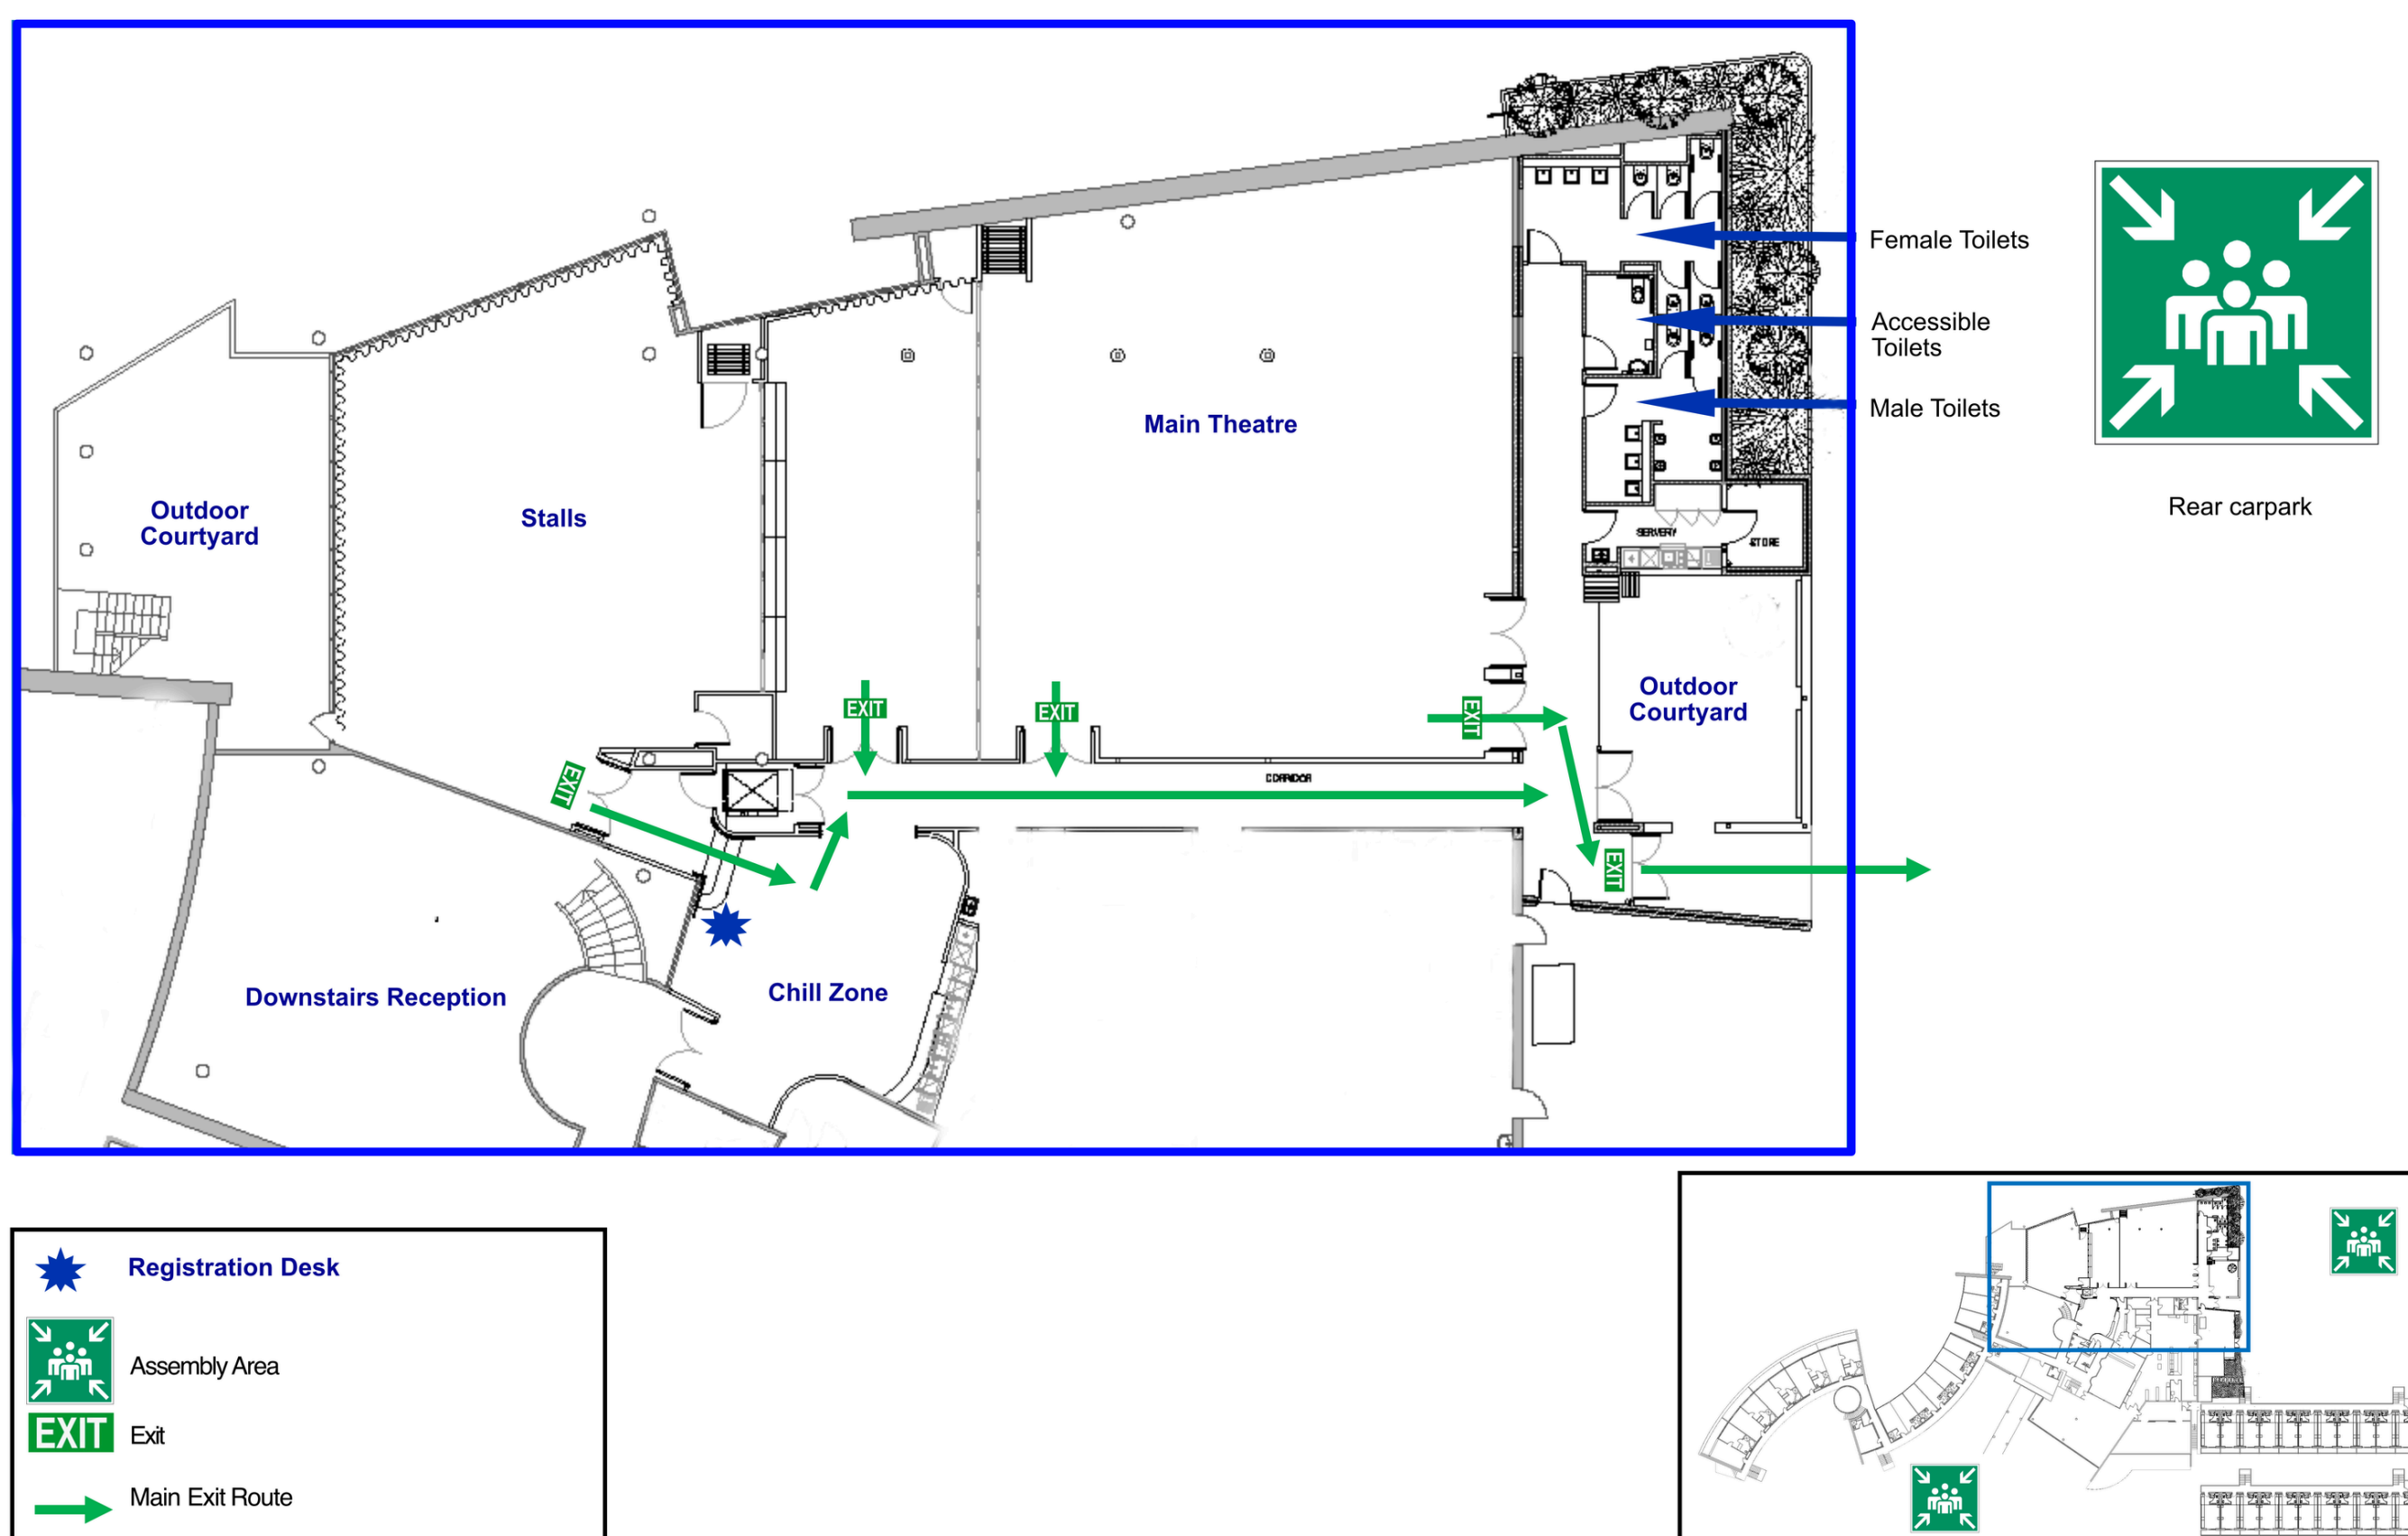 Female Toilets
Accessible
Toilets
Male Toilets
Main Theatre
Outdoor
Courtyard
Stalls
Rear carpark
SERVERY
STORE
Outdoor
Courtyard
EXIT
EXIT
EXIT
CORRIDOR
EXIT
EXIT
Downstairs Reception
Chill Zone
Registration Desk
Assembly Area
EXIT
Exit
Main Exit Route